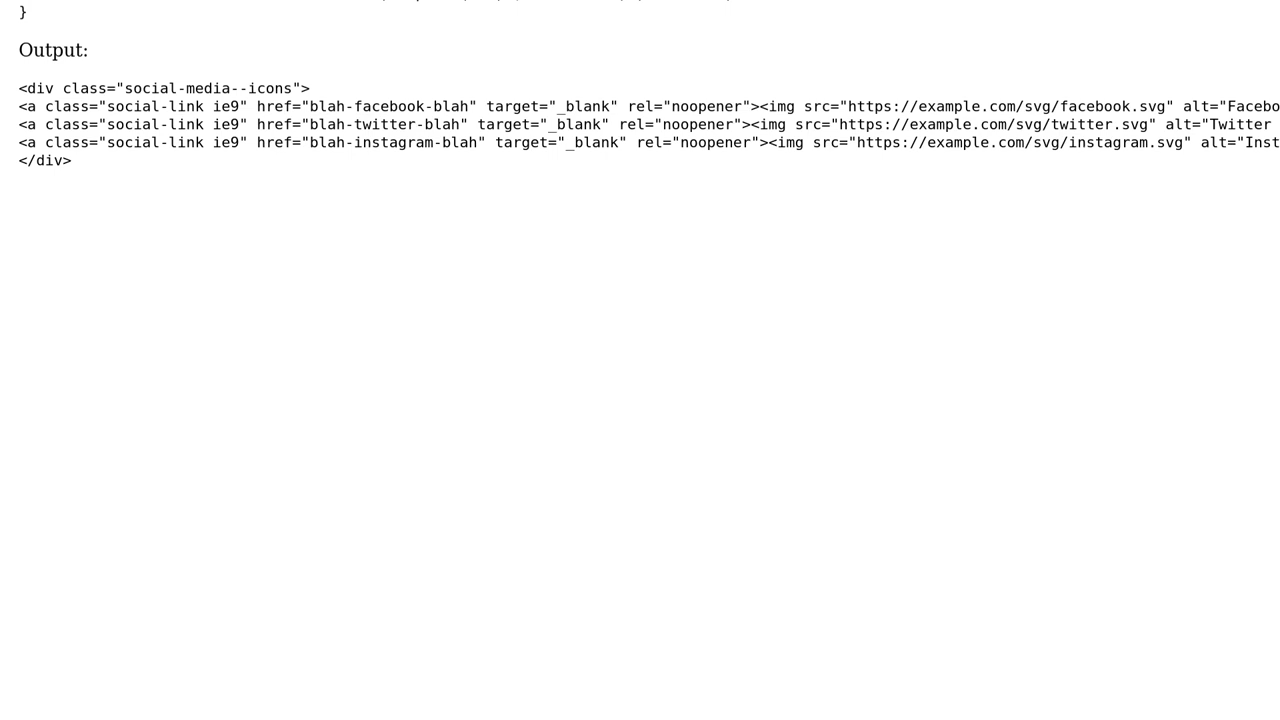 }
Output:
<div class="social-media--icons">
<a class="social-link ie9" href="blah-facebook-blah" target="_blank" rel="noopener"><img src="https://example.com/svg/facebook.svg" alt="Facebo
<a class="social-link ie9" href="blah-twitter-blah" target="_blank" rel="noopener"><img src="https://example.com/svg/twitter.svg" alt="Twitter
<a class="social-link ie9" href="blah-instagram-blah" target="_blank" rel="noopener"><img src="https://example.com/svg/instagram.svg" alt="Inst
</div>